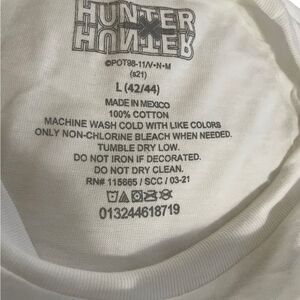 HUNTER
HUNTER
©POT98-11/V•N•M
(s21)
L (42/44)
MADE IN MEXICO
100% COTTON
MACHINE WASH COLD WITH LIKE COLORS
ONLY NON-CHLORINE BLEACH WHEN NEEDED.
TUMBLE DRY LOW.
DO NOT IRON IF DECORATED.
DO NOT DRY CLEAN.
RN# 115865 / SCC / 03-21
013244618719